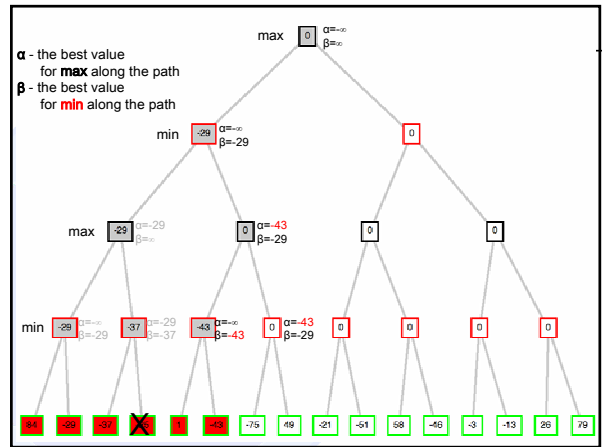 max 0 α=-∞
β=∞
α - the best value
for max along the path
β - the best value
for min along the path
min -29 α=-∞ 0
β=-29
max -29 α=-29 0 α=-43 0 0
β=∞ β=-29
min -29 α=-∞ -37 α=-29 -43 α=-∞ 0 α=-43 0 0 0 0
β=-29 β=-37 β=-43 β=-29
84 -29 -37 X 1 -43 -75 49 -21 -51 58 -46 -3 -13 26 79